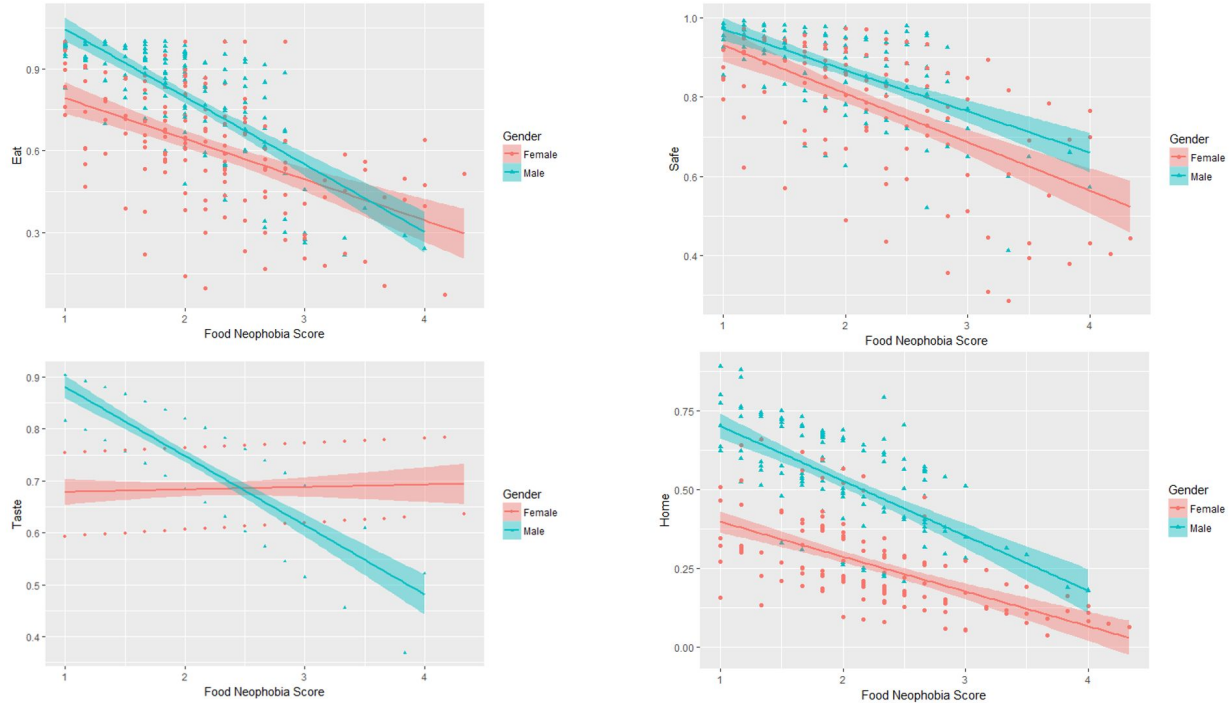 Eat
0.9
0.6
0.3
1
2
3
4
Food Neophobia Score
Gender
Female
Male
Safe
1.0
0.8
0.6
0.4
1
2
3
4
Food Neophobia Score
Gender
Female
Male
Taste
0.9
0.8
0.7
0.6
0.5
0.4
1
2
3
4
Food Neophobia Score
Gender
Female
Male
Home
0.75
0.50
0.25
0.00
1
2
3
4
Food Neophobia Score
Gender
Female
Male